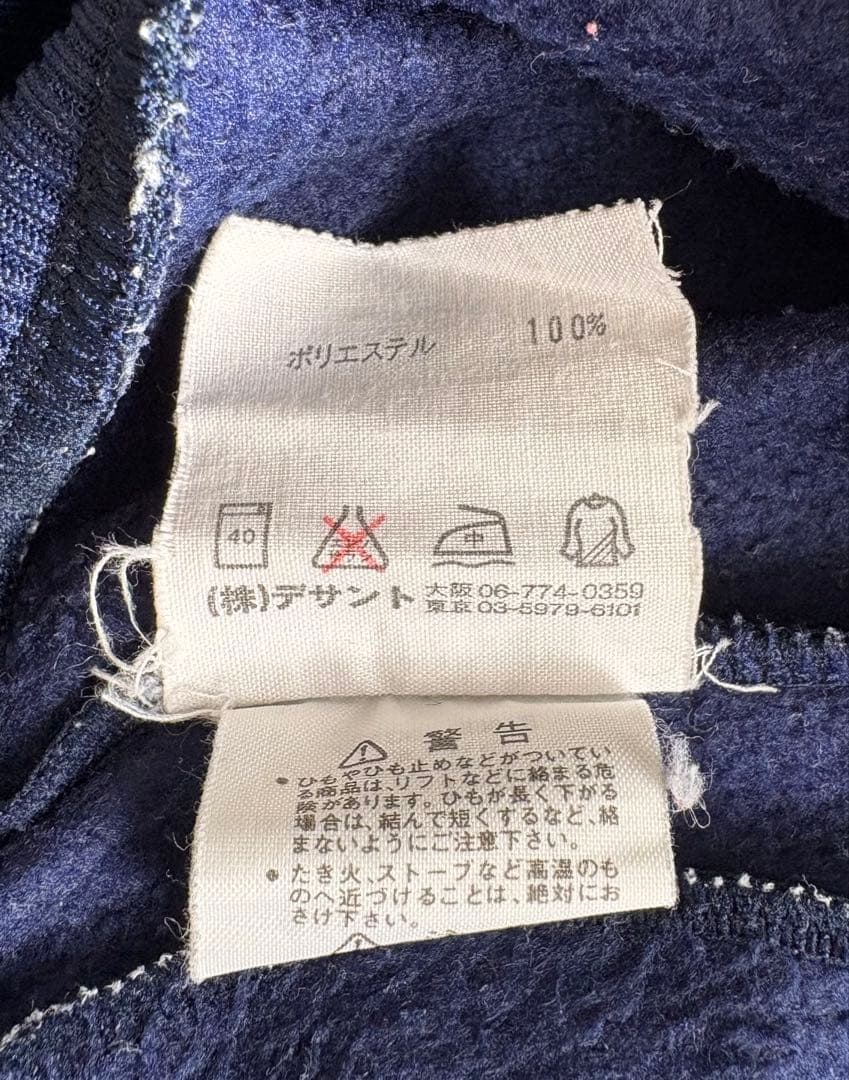 ポリエステル 100%
40
中
(株)デサント 大阪 06-774-0359
東京 03-5979-6101
警告
• ひもやひも止めなどがついてい
る商品は、リフトなどに絡まる危
険があります。ひもが長く下がる
場合は、結んで短くするなど、絡
まないようにご注意下さい。
• たき火、ストーブなど高温のも
のへ近づけることは、絶対にお
さけ下さい。